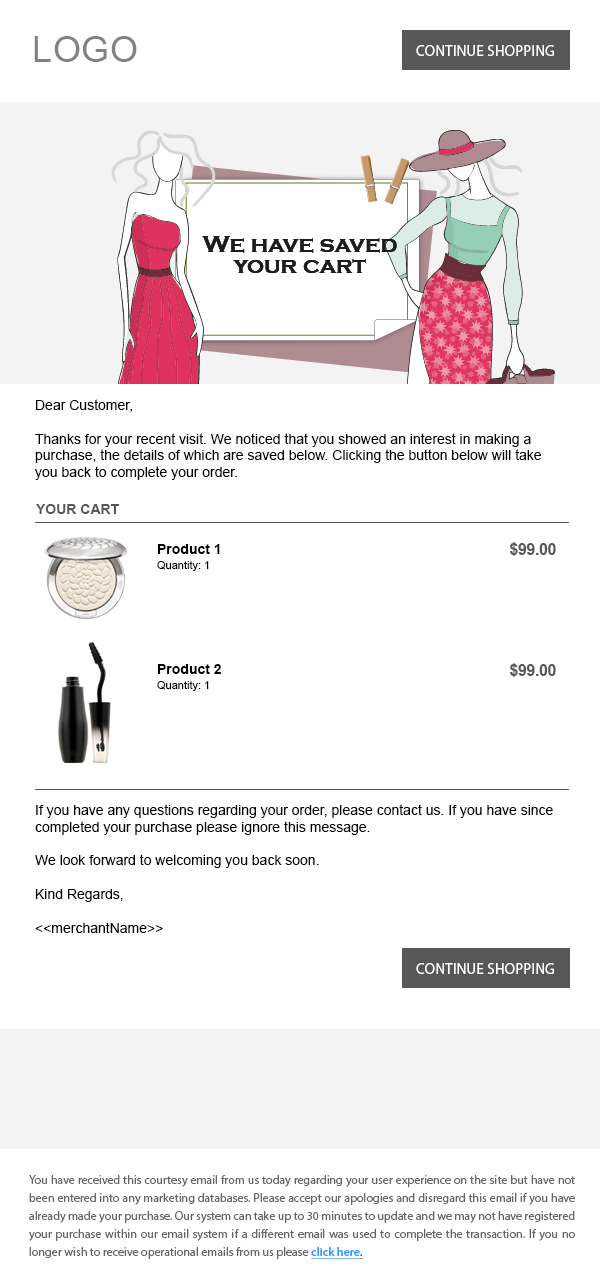 LOGO
CONTINUE SHOPPING
WE HAVE SAVED
YOUR CART
Dear Customer,
Thanks for your recent visit. We noticed that you showed an interest in making a
purchase, the details of which are saved below. Clicking the button below will take
you back to complete your order.
YOUR CART
Product 1
$99.00
Quantity: 1
Product 2
$99.00
Quantity: 1
If you have any questions regarding your order, please contact us. If you have since
completed your purchase please ignore this message.
We look forward to welcoming you back soon.
Kind Regards,
<<merchantName>>
CONTINUE SHOPPING
You have received this courtesy email from us today regarding your user experience on the site but have not
been entered into any marketing databases. Please accept our apologies and disregard this email if you have
already made your purchase. Our system can take up to 30 minutes to update and we may not have registered
your purchase within our email system if a different email was used to complete the transaction. If you no
longer wish to receive operational emails from us please click here.